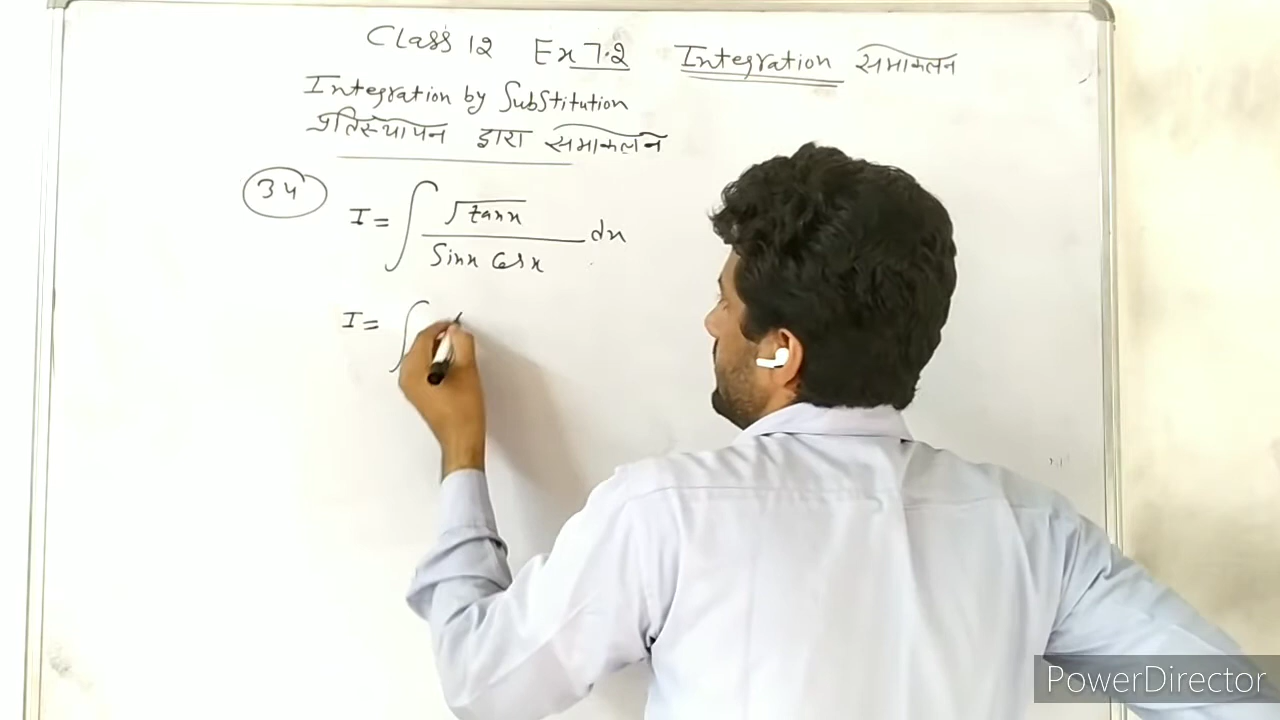 Class 12 Ex 7.2 Integration समाकलन
Integration by Substitution
प्रतिस्थापन द्वारा समाकलन
34 I = ∫ √tanx / Sinx Cosx dx
I = ∫
PowerDirector